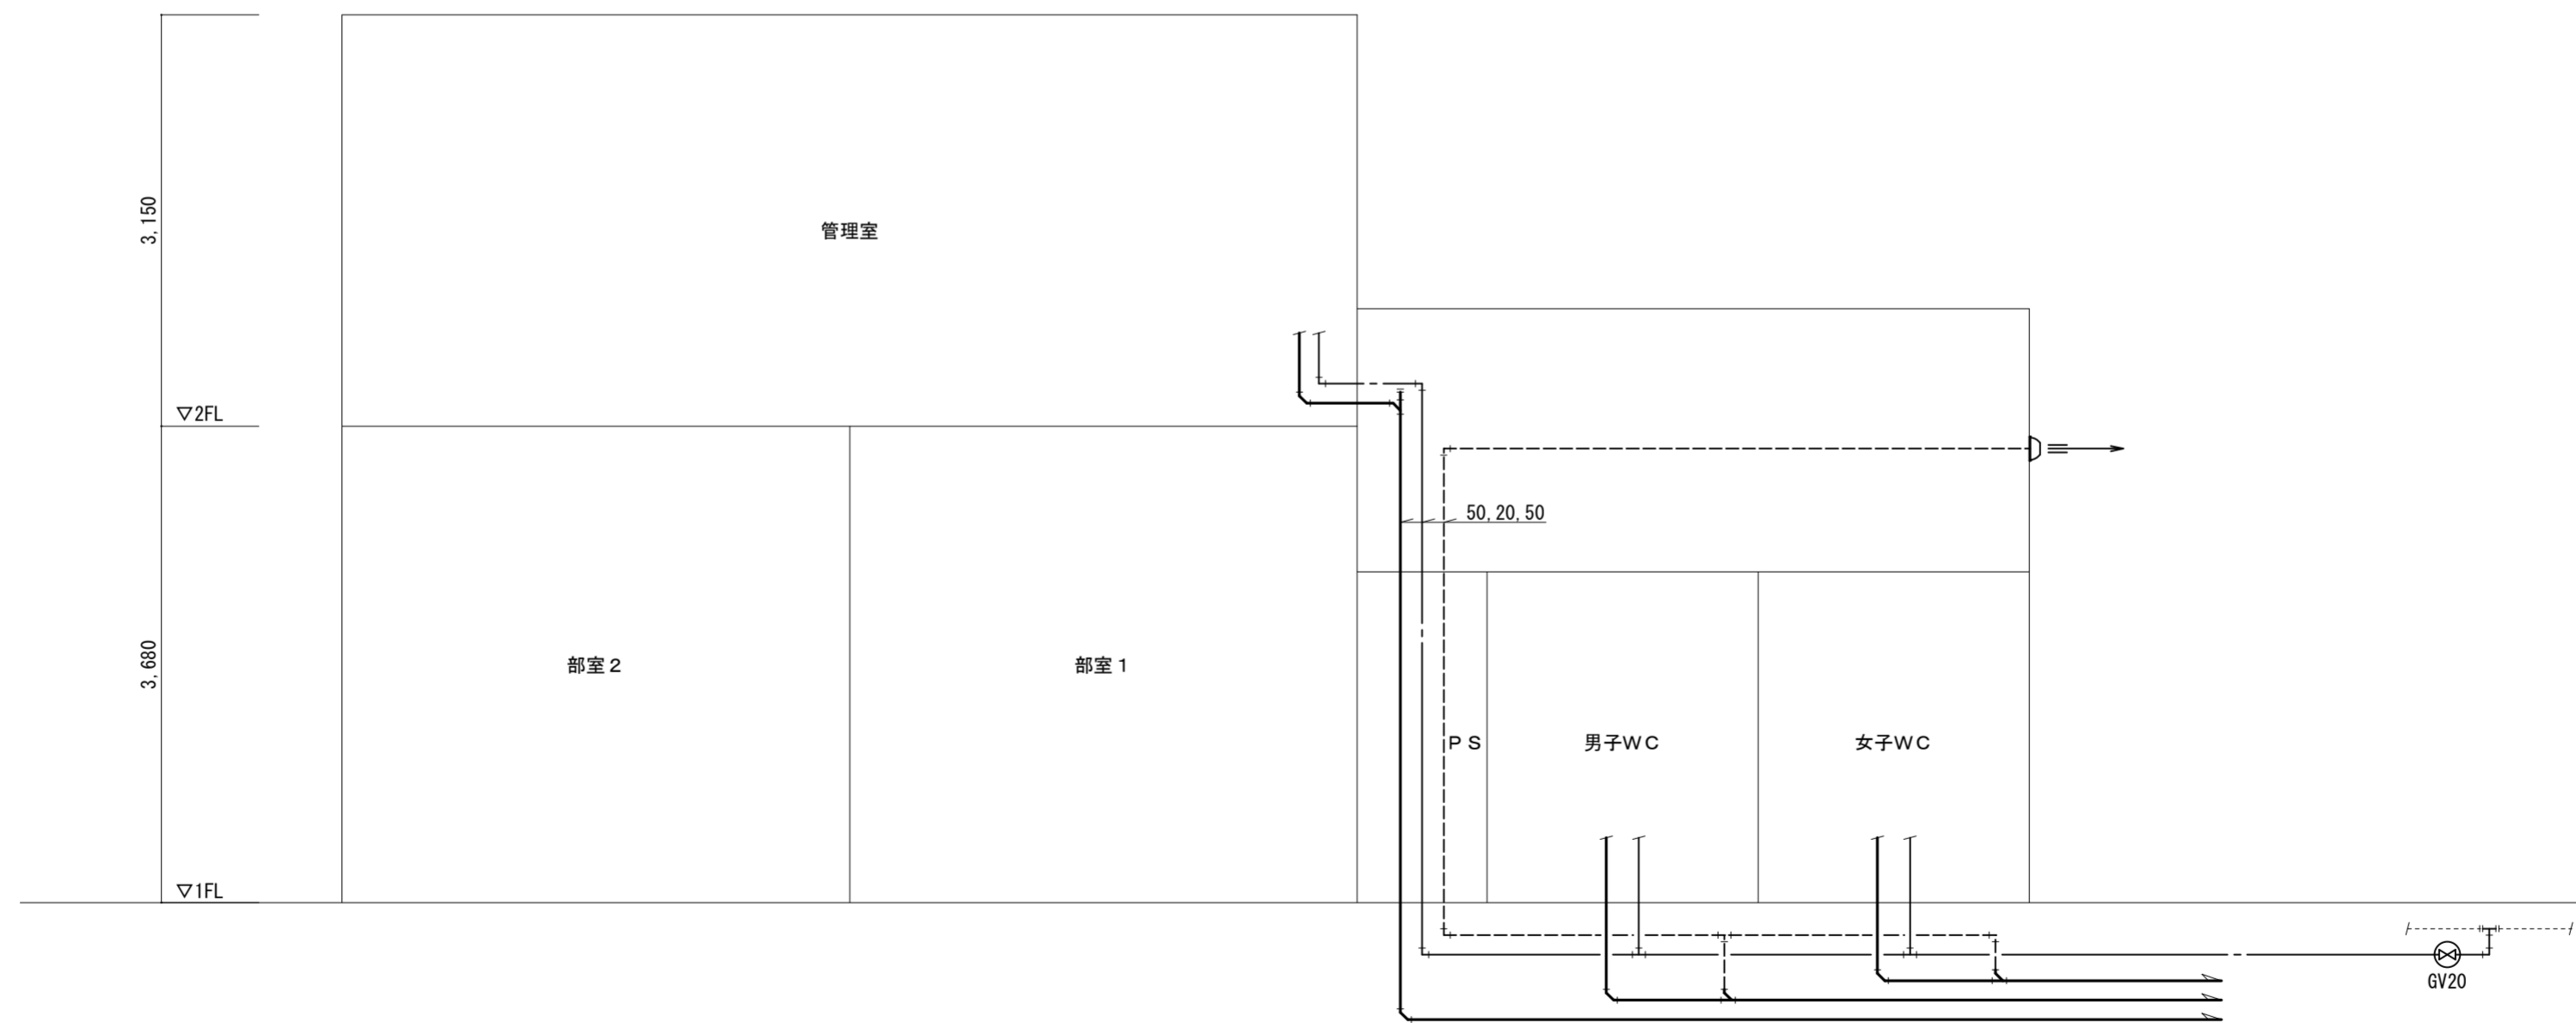 3,150
管理室
▽2FL
50,20,50
3,680
部室２
部室１
ＰＳ
男子ＷＣ
女子ＷＣ
▽1FL
GV20